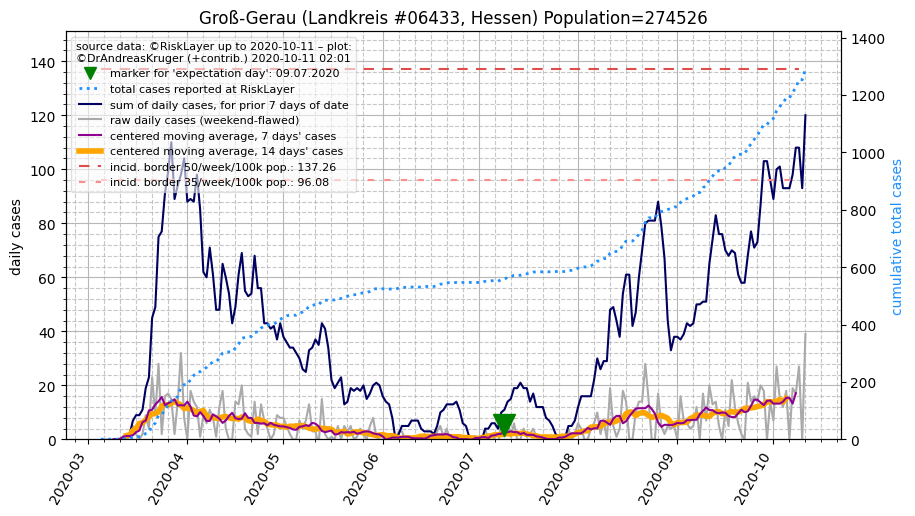 Groß-Gerau (Landkreis #06433, Hessen) Population=274526
source data: ©RiskLayer up to 2020-10-11 – plot:
©DrAndreasKruger (+contrib.) 2020-10-11 02:01
marker for 'expectation day': 09.07.2020
total cases reported at RiskLayer
sum of daily cases, for prior 7 days of date
raw daily cases (weekend-flawed)
centered moving average, 7 days' cases
centered moving average, 14 days' cases
incid. border 50/week/100k pop.: 137.26
incid. border 35/week/100k pop.: 96.08
daily cases
140
120
100
80
60
40
20
0
cumulative total cases
1400
1200
1000
800
600
400
200
0
2020-03
2020-04
2020-05
2020-06
2020-07
2020-08
2020-09
2020-10